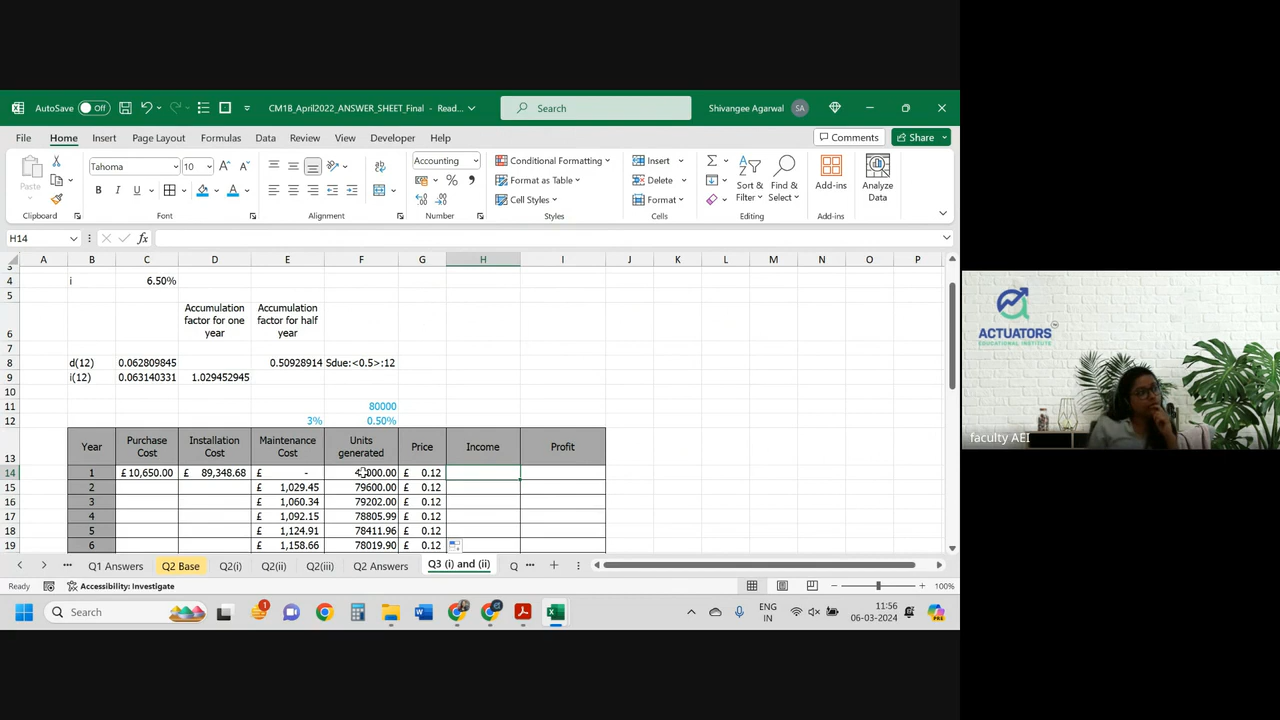 AutoSave Off CM1B_April2022_ANSWER_SHEET_Final - Read... Search Shivangee Agarwal SA
File Home Insert Page Layout Formulas Data Review View Developer Help Comments Share
Tahoma 10 Accounting Conditional Formatting Insert
Paste Format as Table Delete Sort & Filter Find & Select Add-ins Analyze Data
Cell Styles Format
Clipboard Font Alignment Number Styles Cells Editing Add-ins
H14 fx
A B C D E F G H I J K L M N O P
4 i 6.50%
5
6 Accumulation factor for one year Accumulation factor for half year
7
8 d(12) 0.062809845 0.50928914 Sdue:<0.5>:12
9 i(12) 0.063140331 1.029452945
10
11 80000
12 3% 0.50%
13 Year Purchase Cost Installation Cost Maintenance Cost Units generated Price Income Profit
14 1 £ 10,650.00 £ 89,348.68 £ - £ 0.12
15 2 £ 1,029.45 79600.00 £ 0.12
16 3 £ 1,060.34 79202.00 £ 0.12
17 4 £ 1,092.15 78805.99 £ 0.12
18 5 £ 1,124.91 78411.96 £ 0.12
19 6 £ 1,158.66 78019.90 £ 0.12
Q1 Answers Q2 Base Q2(i) Q2(ii) Q2(iii) Q2 Answers Q3 (i) and (ii) Q
Ready Accessibility: Investigate 100%
Search 1 ENG IN 11:56 06-03-2024
ACTUATORS
EDUCATIONAL INSTITUTE
faculty AEI